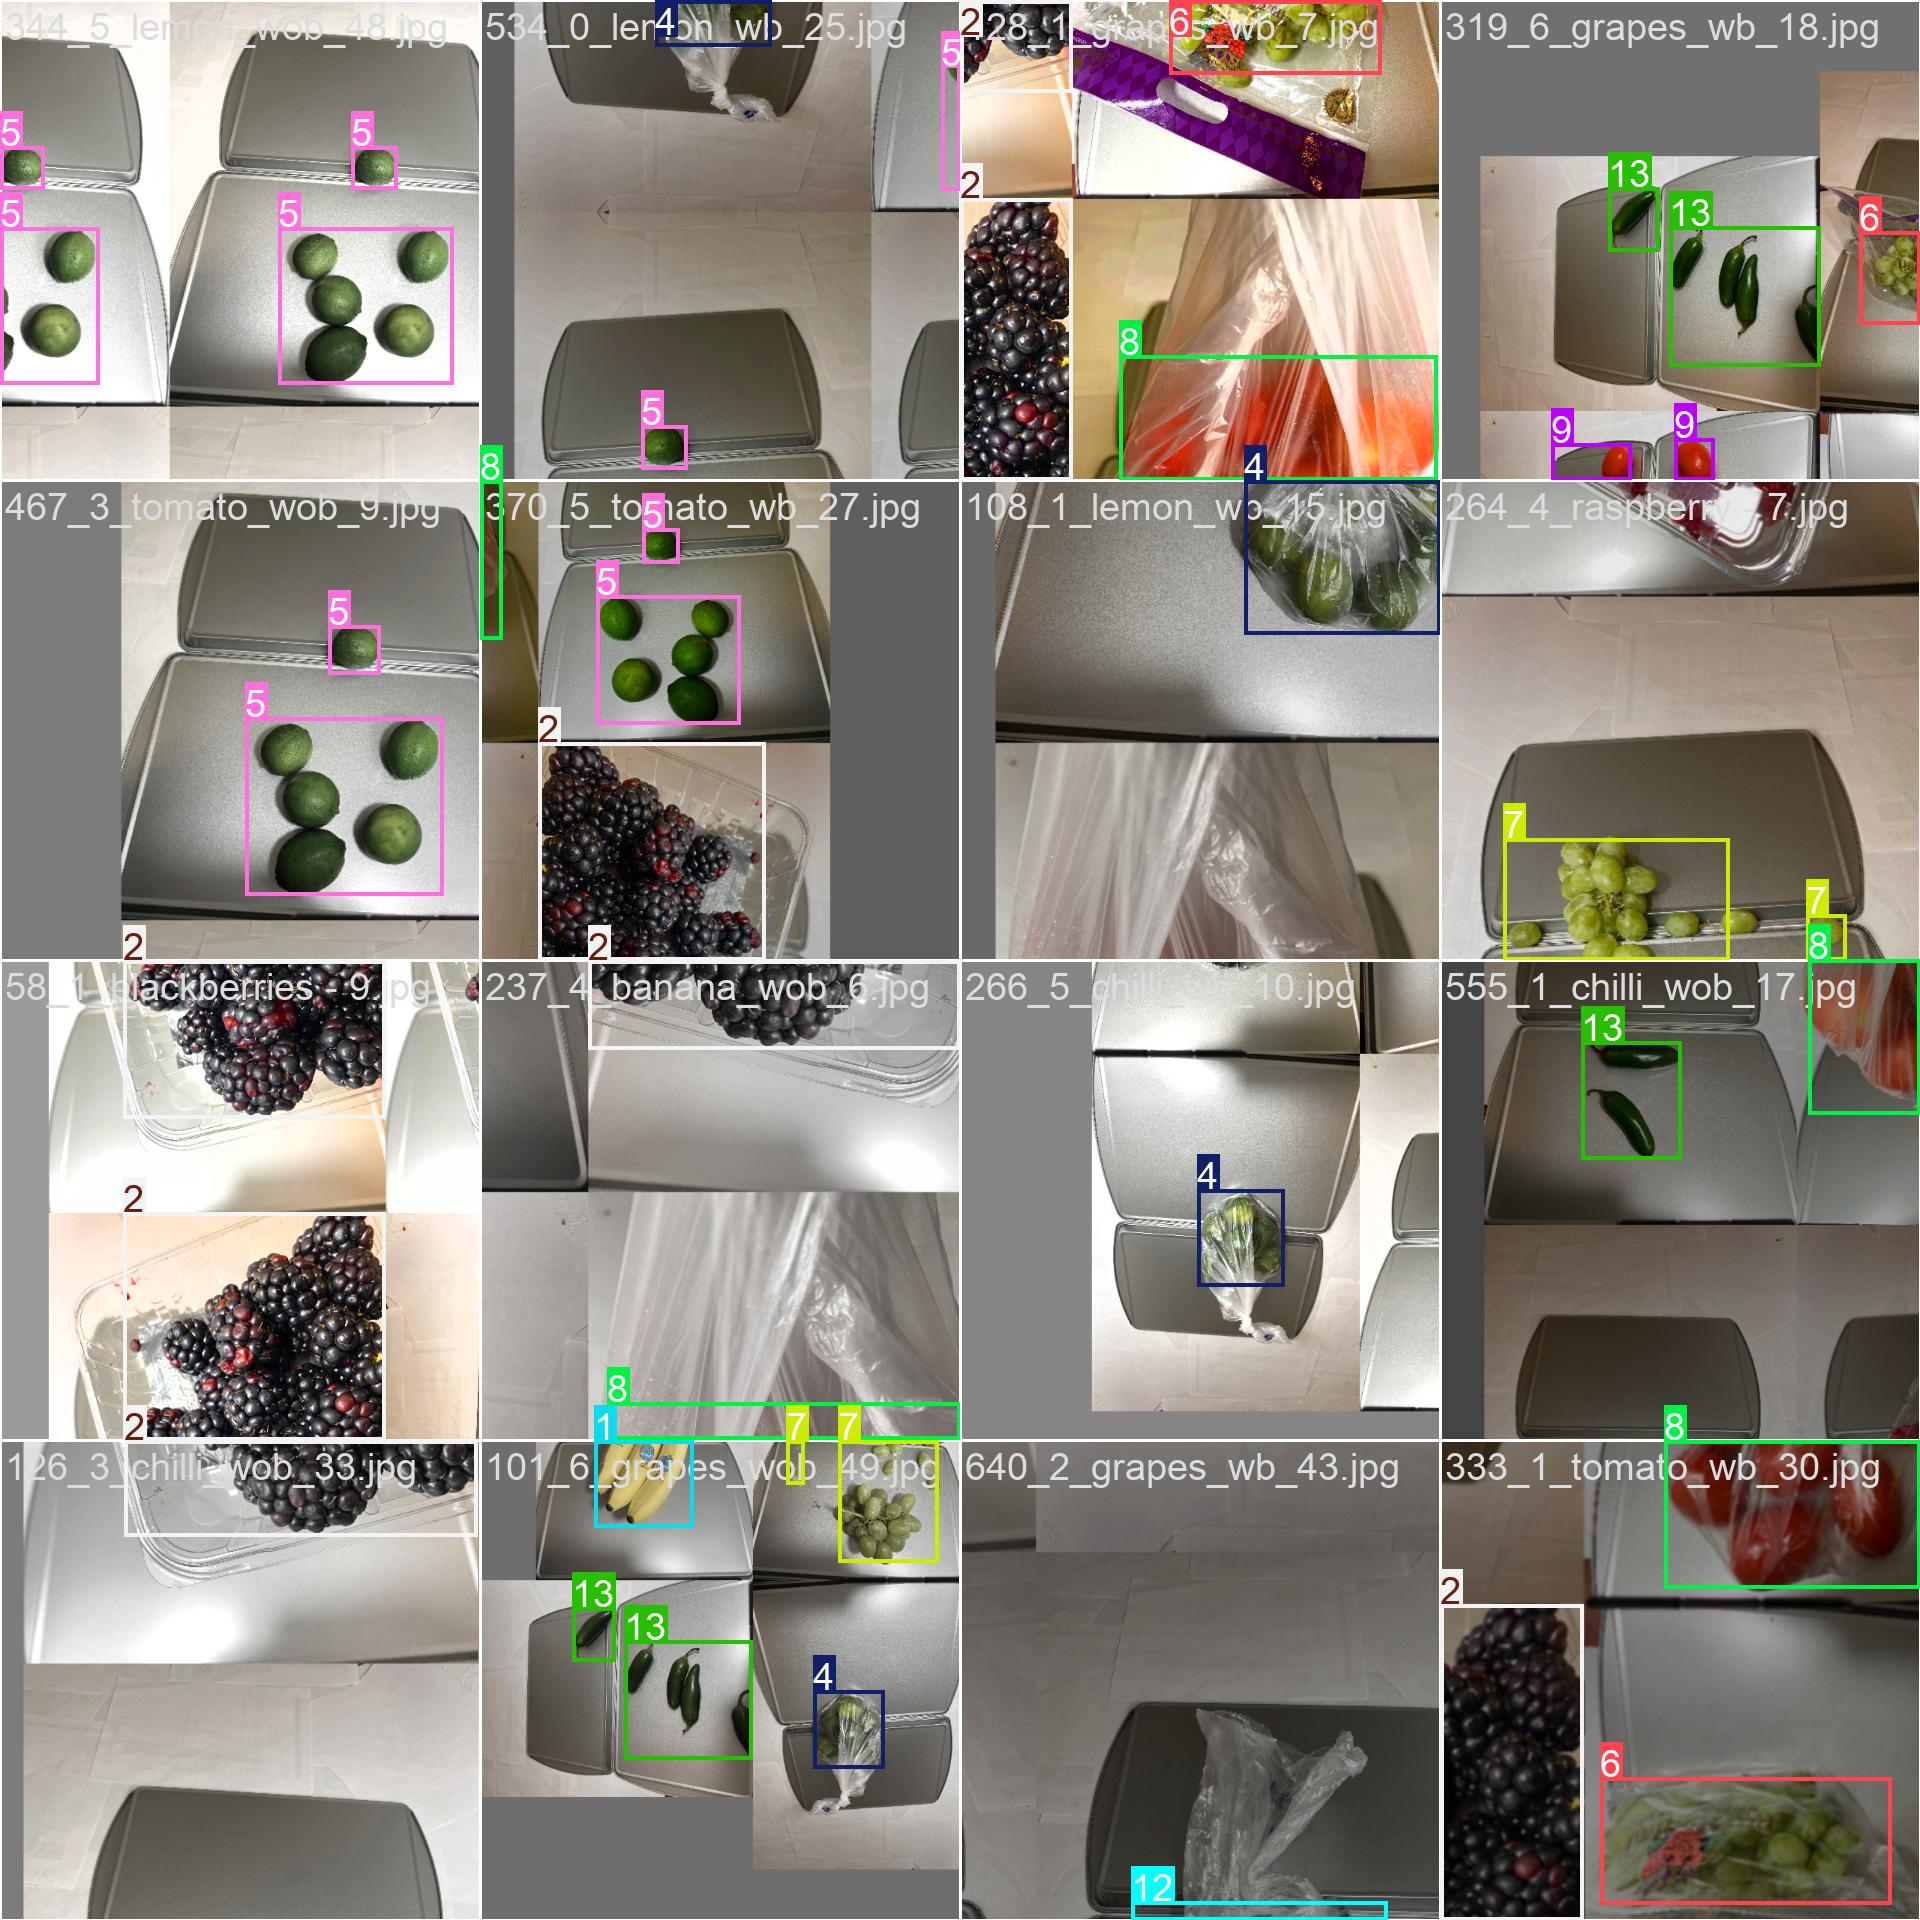 344_5_lemon_wob_48.jpg
534_0_lemon_wb_25.jpg
4
5
2
28_1_grapes_wb_7.jpg
6
319_6_grapes_wb_18.jpg
5
5
5
5
5
8
2
8
4
13
13
6
9
9
467_3_tomato_wob_9.jpg
370_5_tomato_wb_27.jpg
5
108_1_lemon_wb_15.jpg
264_4_raspberry - 7.jpg
5
5
5
2
2
2
7
7
8
58_1_blackberries - 9.jpg
237_4_banana_wob_6.jpg
266_5_chilli
10.jpg
555_1_chilli_wob_17.jpg
13
4
2
2
8
1
7
7
8
126_3_chilli_wob_33.jpg
101_6_grapes_wob_49.jpg
640_2_grapes_wb_43.jpg
333_1_tomato_wb_30.jpg
13
13
4
2
6
12